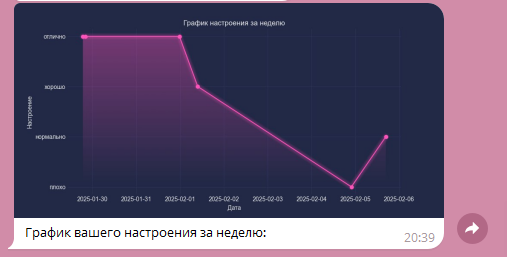 График настроения за неделю
отлично
хорошо
нормально
плохо
Настроение
2025-01-30 2025-01-31 2025-02-01 2025-02-02 2025-02-03 2025-02-04 2025-02-05 2025-02-06
Дата
График вашего настроения за неделю:
20:39